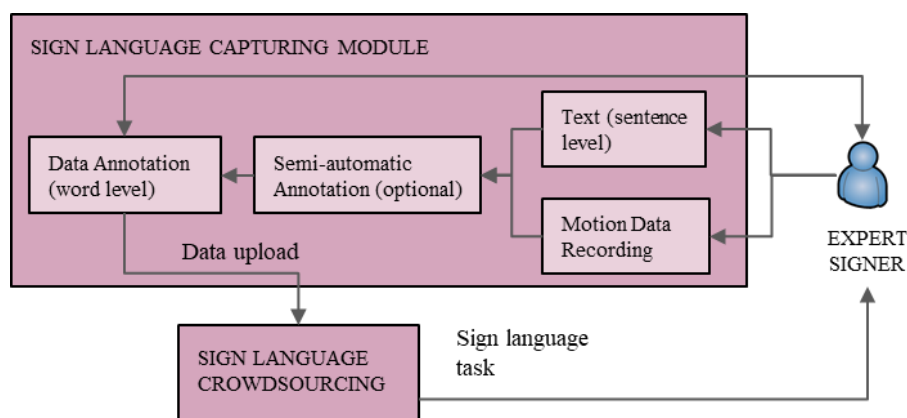 SIGN LANGUAGE CAPTURING MODULE
Text (sentence
level)
Data Annotation
(word level)
Semi-automatic
Annotation (optional)
Motion Data
Recording
EXPERT
SIGNER
Data upload
SIGN LANGUAGE
CROWDSOURCING
Sign language
task